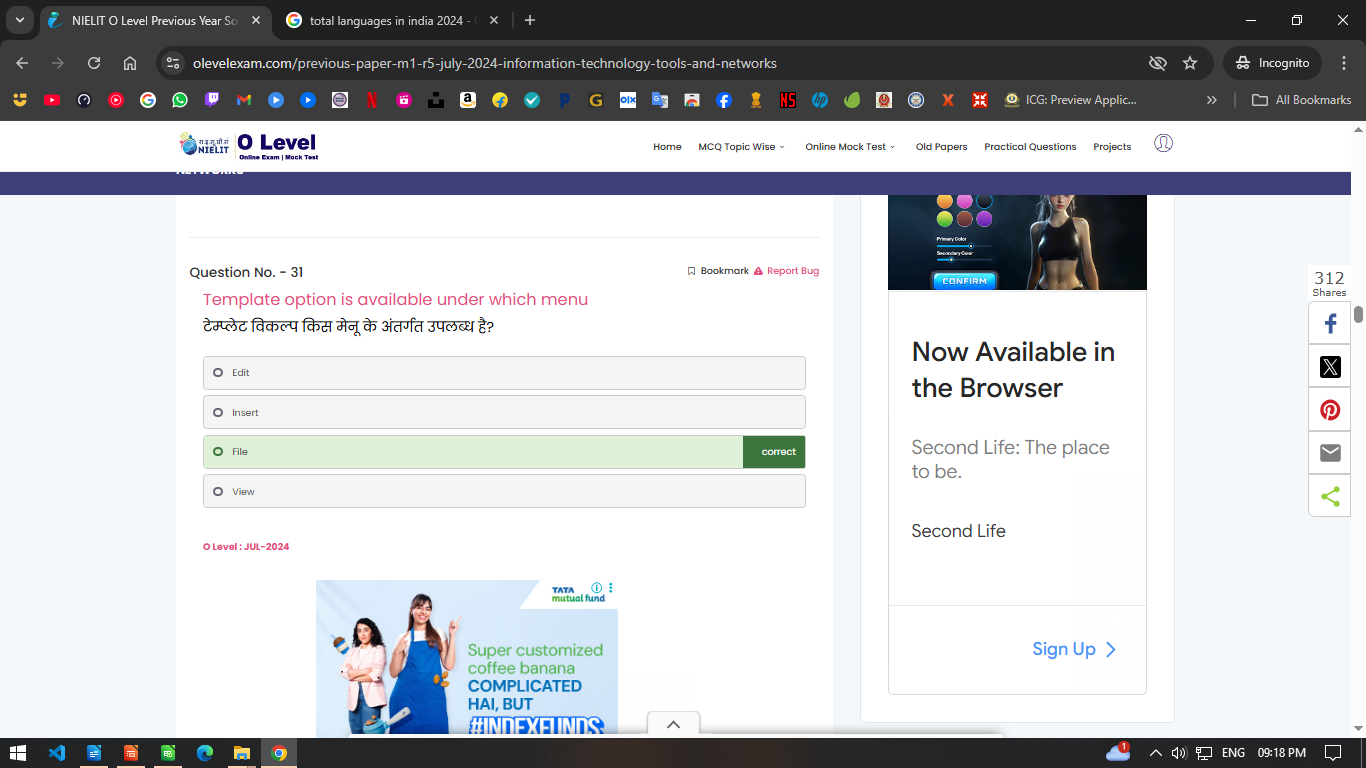 NIELIT O Level Previous Year So
total languages in india 2024 -
olevelexam.com/previous-paper-m1-r5-july-2024-information-technology-tools-and-networks
Incognito
ICG: Preview Applic...
All Bookmarks
रा.इ.सू.प्रौ.सं
NIELIT
O Level
Online Exam | Mock Test
Home
MCQ Topic Wise
Online Mock Test
Old Papers
Practical Questions
Projects
NETWORKS
Question No. - 31
Bookmark
Report Bug
Template option is available under which menu
टेम्प्लेट विकल्प किस मेनू के अंतर्गत उपलब्ध है?
Edit
Insert
File
correct
View
O Level : JUL-2024
TATA
mutual fund
Super customized
coffee banana
COMPLICATED
HAI, BUT
#INDEXFUNDS
Primary Color
Secondary Color
CONFIRM
Now Available in
the Browser
Second Life: The place
to be.
Second Life
Sign Up
312
Shares
1
ENG
09:18 PM